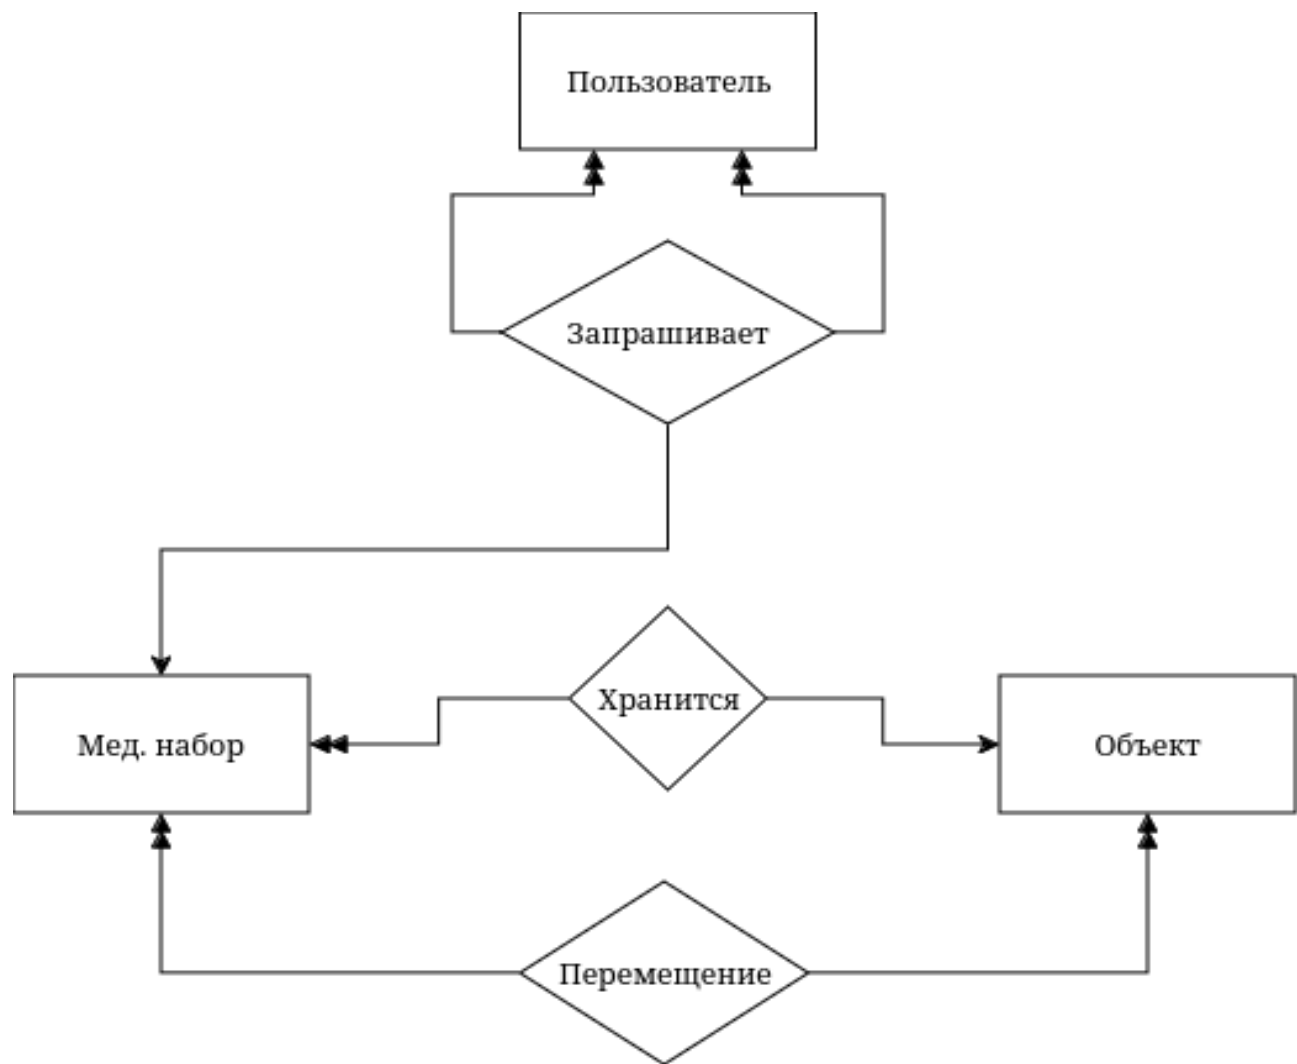 Пользователь
Запрашивает
Хранится
Мед. набор
Объект
Перемещение